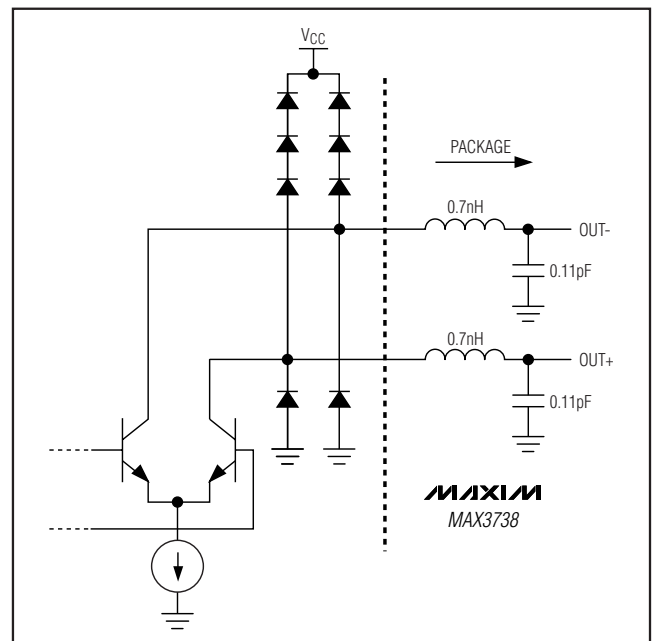 VCC
PACKAGE
0.7nH
OUT-
0.11pF
0.7nH
OUT+
0.11pF
MAXIM
MAX3738